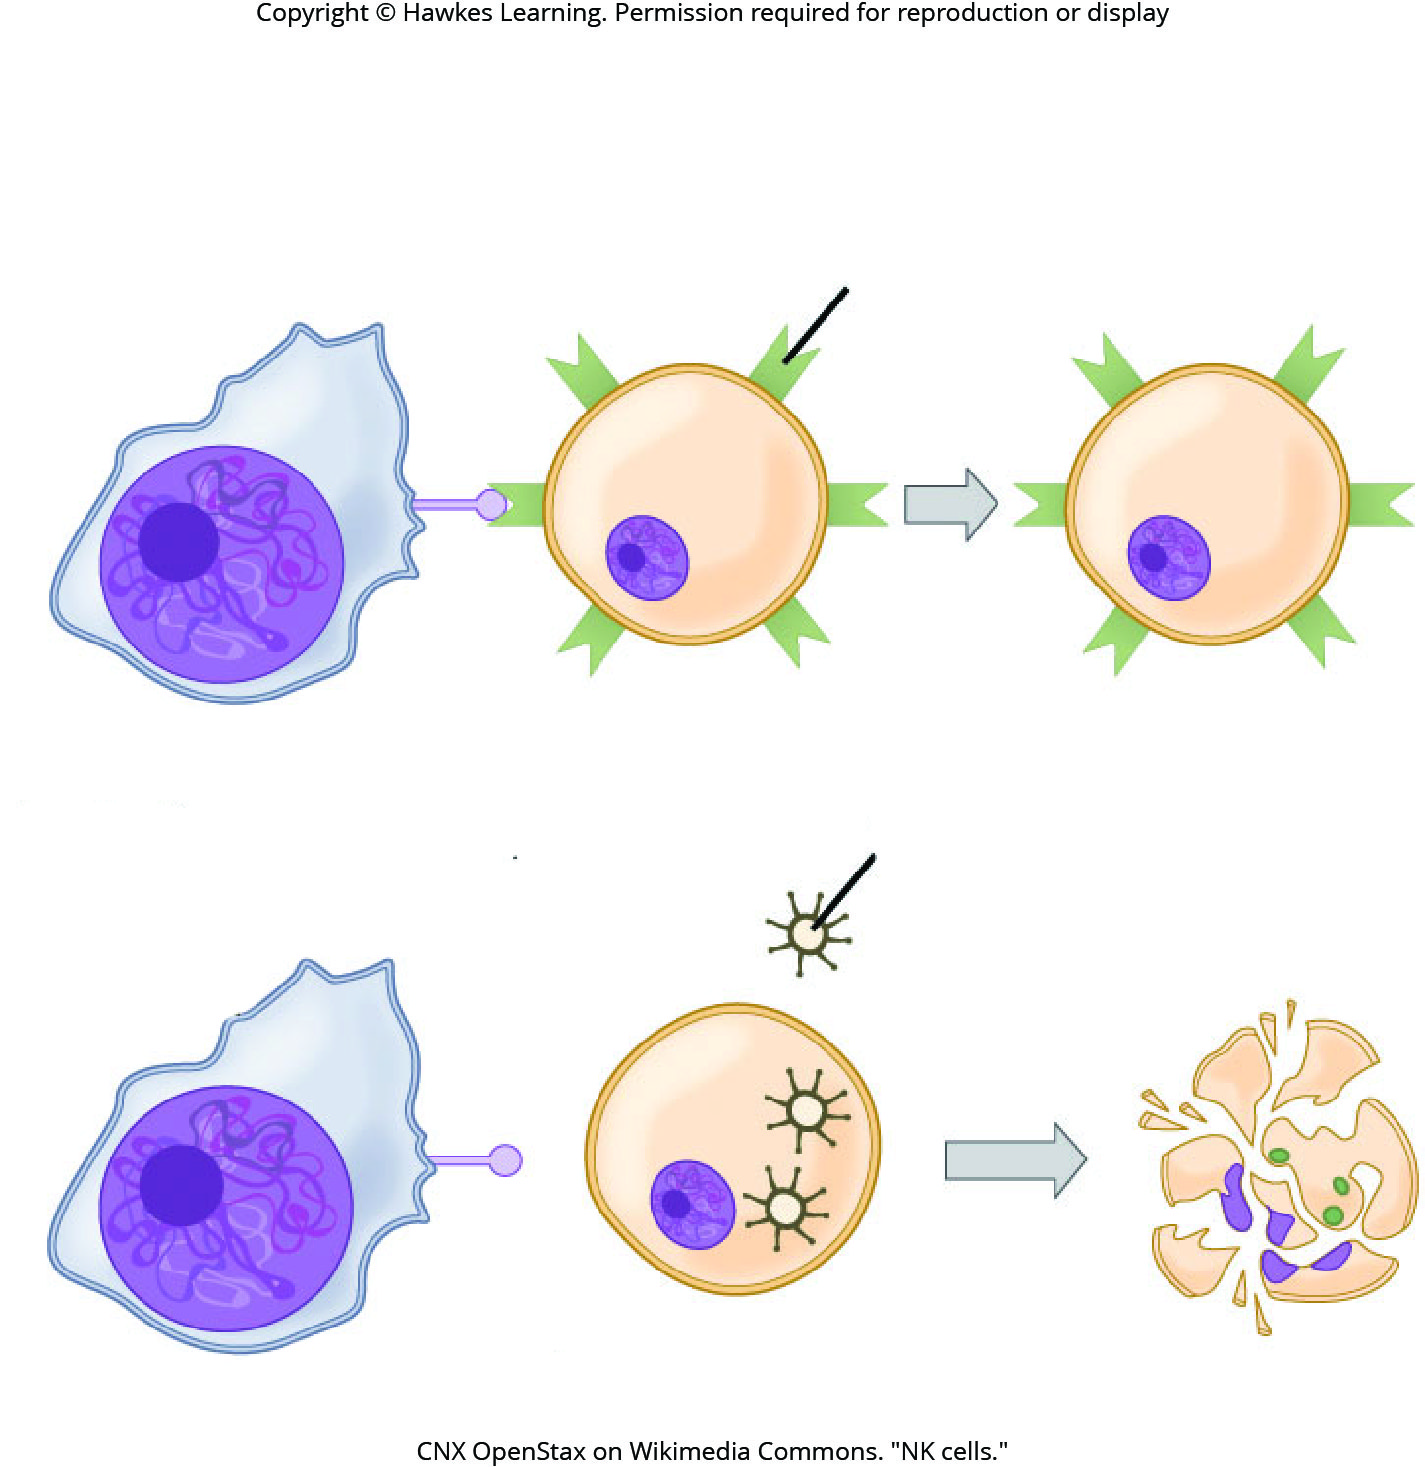 Copyright © Hawkes Learning. Permission required for reproduction or display
CNX OpenStax on Wikimedia Commons. "NK cells."